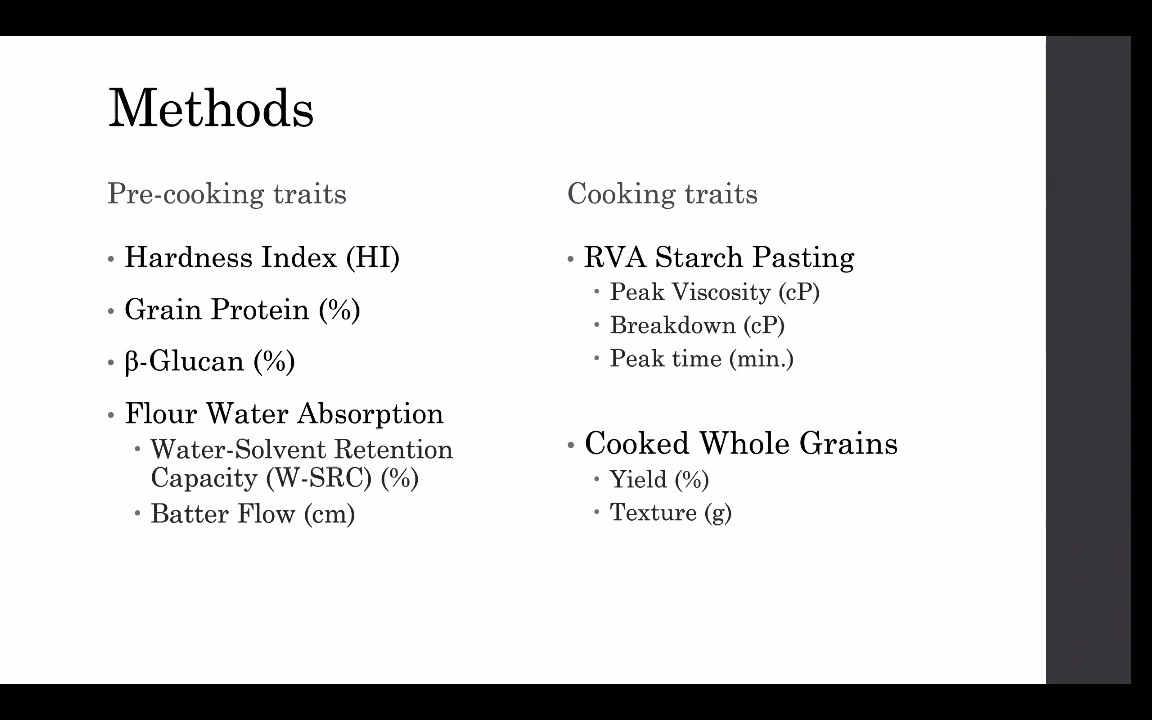 Methods
Pre-cooking traits
• Hardness Index (HI)
• Grain Protein (%)
• β-Glucan (%)
• Flour Water Absorption
• Water-Solvent Retention
Capacity (W-SRC) (%)
• Batter Flow (cm)
Cooking traits
• RVA Starch Pasting
• Peak Viscosity (cP)
• Breakdown (cP)
• Peak time (min.)
• Cooked Whole Grains
• Yield (%)
• Texture (g)